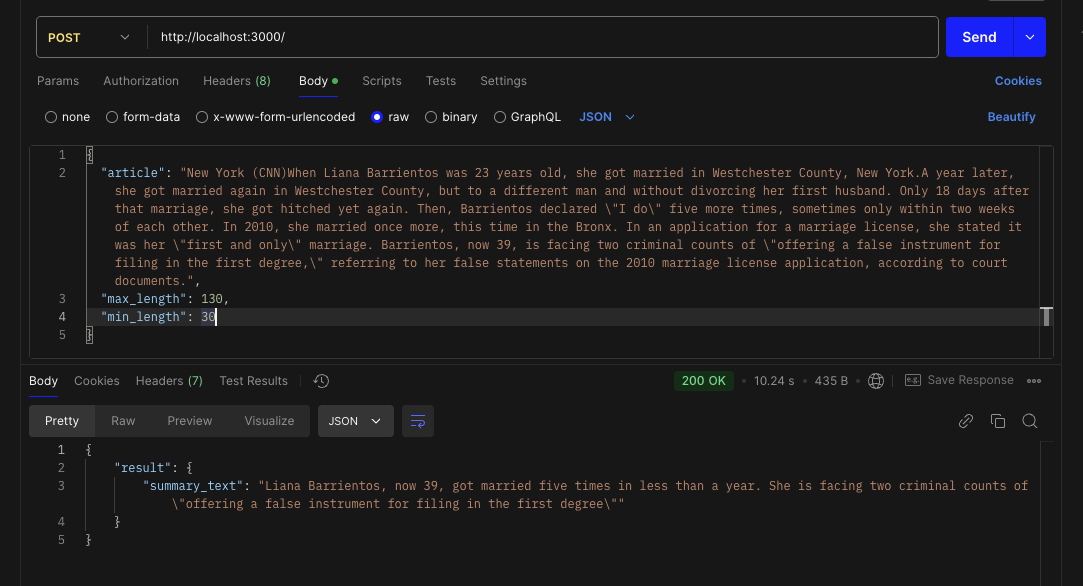 POST http://localhost:3000/ Send
Params Authorization Headers (8) Body Scripts Tests Settings Cookies
none form-data x-www-form-urlencoded raw binary GraphQL JSON Beautify
1 {
2 "article": "New York (CNN)When Liana Barrientos was 23 years old, she got married in Westchester County, New York.A year later,
she got married again in Westchester County, but to a different man and without divorcing her first husband. Only 18 days after
that marriage, she got hitched yet again. Then, Barrientos declared \"I do\" five more times, sometimes only within two weeks
of each other. In 2010, she married once more, this time in the Bronx. In an application for a marriage license, she stated it
was her \"first and only\" marriage. Barrientos, now 39, is facing two criminal counts of \"offering a false instrument for
filing in the first degree,\" referring to her false statements on the 2010 marriage license application, according to court
documents.",
3 "max_length": 130,
4 "min_length": 30
5 }
Body Cookies Headers (7) Test Results 200 OK • 10.24 s • 435 B • e.g. Save Response
Pretty Raw Preview Visualize JSON
1 {
2 "result": {
3 "summary_text": "Liana Barrientos, now 39, got married five times in less than a year. She is facing two criminal counts of
\"offering a false instrument for filing in the first degree\""
4 }
5 }